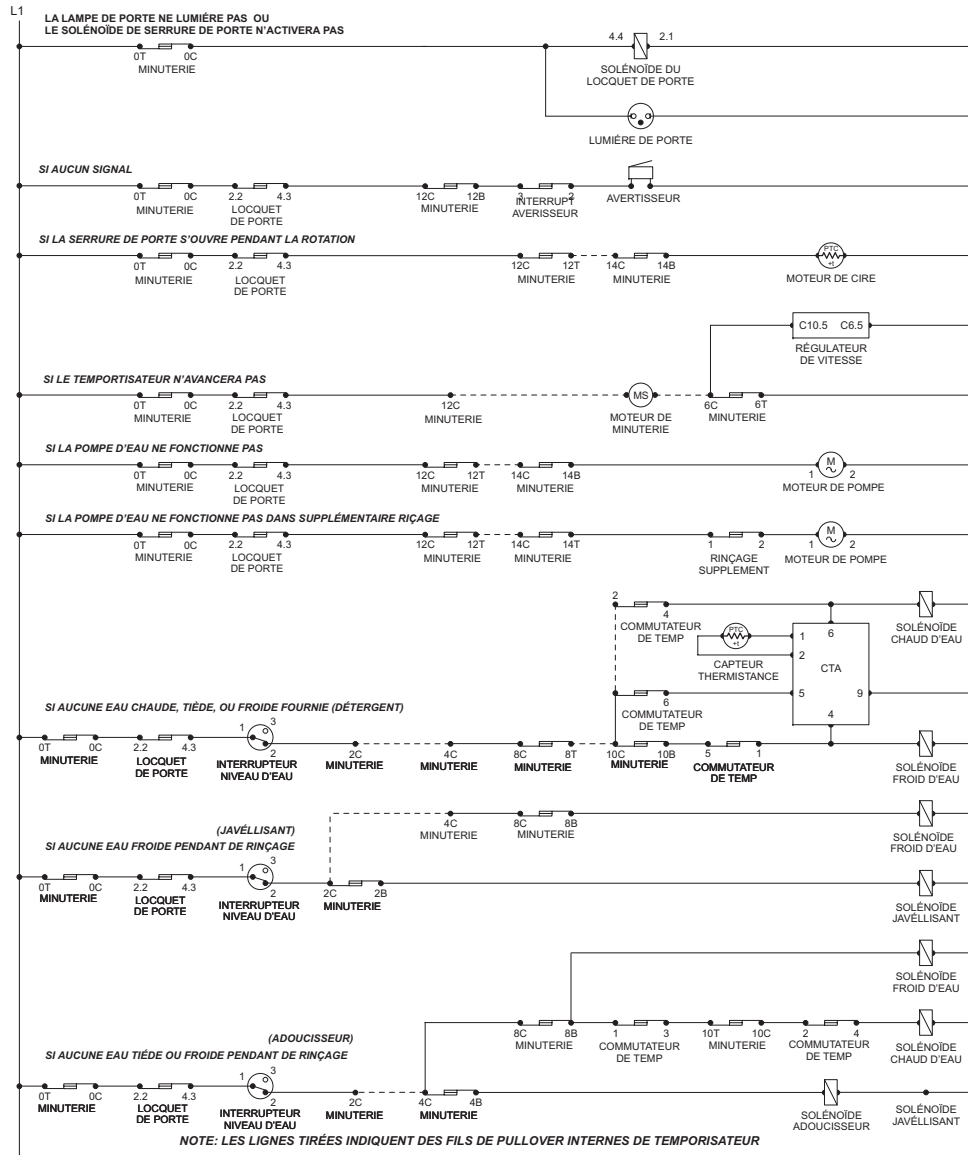 L1
LA LAMPE DE PORTE NE LUMIÉRE PAS OU
LE SOLÉNOÏDE DE SERRURE DE PORTE N'ACTIVERA PAS
4.4 2.1
0T 0C
MINUTERIE
SOLÉNOÏDE DU
LOCQUET DE PORTE
LUMIÉRE DE PORTE
SI AUCUN SIGNAL
0T 0C 2.2 4.3 12C 12B 3 2
MINUTERIE LOCQUET MINUTERIE INTERRUPT AVERTISSEUR
DE PORTE AVERISSEUR
SI LA SERRURE DE PORTE S'OUVRE PENDANT LA ROTATION
PTC
+t
0T 0C 2.2 4.3 12C 12T 14C 14B
MINUTERIE LOCQUET MINUTERIE MINUTERIE MOTEUR DE CIRE
DE PORTE
C10.5 C6.5
RÉGULATEUR
DE VITESSE
SI LE TEMPORTISATEUR N'AVANCERA PAS
MS
0T 0C 2.2 4.3 12C 6C 6T
MINUTERIE LOCQUET MINUTERIE MOTEUR DE MINUTERIE
DE PORTE MINUTERIE
SI LA POMPE D'EAU NE FONCTIONNE PAS
M
0T 0C 2.2 4.3 12C 12T 14C 14B 1 2
MINUTERIE LOCQUET MINUTERIE MINUTERIE MOTEUR DE POMPE
DE PORTE
SI LA POMPE D'EAU NE FONCTIONNE PAS DANS SUPPLÉMENTAIRE RIÇAGE
M
0T 0C 2.2 4.3 12C 12T 14C 14T 1 2 1 2
MINUTERIE LOCQUET MINUTERIE MINUTERIE RINÇAGE MOTEUR DE POMPE
DE PORTE SUPPLEMENT
2 4
COMMUTATEUR
DE TEMP
SOLÉNOÏDE
CHAUD D'EAU
PTC
+t
CAPTEUR
THERMISTANCE
6
1
2
CTA
5 9
4
6
COMMUTATEUR
DE TEMP
SI AUCUNE EAU CHAUDE, TIÈDE, OU FROIDE FOURNIE (DÉTERGENT)
1 3
0T 0C 2.2 4.3 2 2C 4C 8C 8T 10C 10B 5 1
MINUTERIE LOCQUET INTERRUPTEUR MINUTERIE MINUTERIE MINUTERIE MINUTERIE COMMUTATEUR SOLÉNOÏDE
DE PORTE NIVEAU D'EAU DE TEMP FROID D'EAU
4C 8C 8B
MINUTERIE MINUTERIE
SOLÉNOÏDE
FROID D'EAU
(JAVÉLLISANT)
SI AUCUNE EAU FROIDE PENDANT DE RINÇAGE
1 3
0T 0C 2.2 4.3 2 2C 2B
MINUTERIE LOCQUET INTERRUPTEUR MINUTERIE SOLÉNOÏDE
DE PORTE NIVEAU D'EAU JAVÉLLISANT
SOLÉNOÏDE
FROID D'EAU
8C 8B 1 3 10T 10C 2 4
MINUTERIE COMMUTATEUR MINUTERIE COMMUTATEUR SOLÉNOÏDE
DE TEMP DE TEMP CHAUD D'EAU
(ADOUCISSEUR)
SI AUCUNE EAU TIÉDE OU FROIDE PENDANT DE RINÇAGE
1 3
0T 0C 2.2 4.3 2 2C 4C 4B
MINUTERIE LOCQUET INTERRUPTEUR MINUTERIE MINUTERIE SOLÉNOÏDE SOLÉNOÏDE
DE PORTE NIVEAU D'EAU ADOUCISSEUR JAVÉLLISANT
NOTE: LES LIGNES TIRÉES INDIQUENT DES FILS DE PULLOVER INTERNES DE TEMPORISATEUR